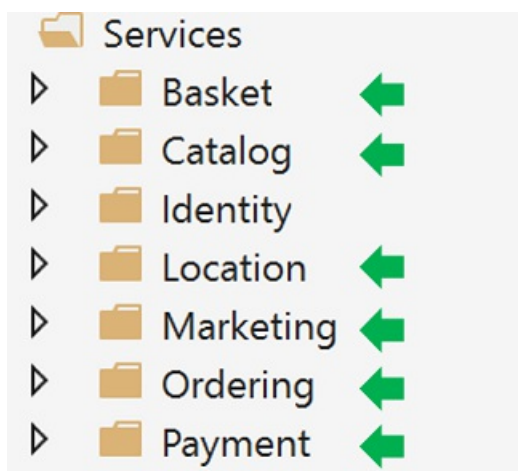 Services
Basket
Catalog
Identity
Location
Marketing
Ordering
Payment